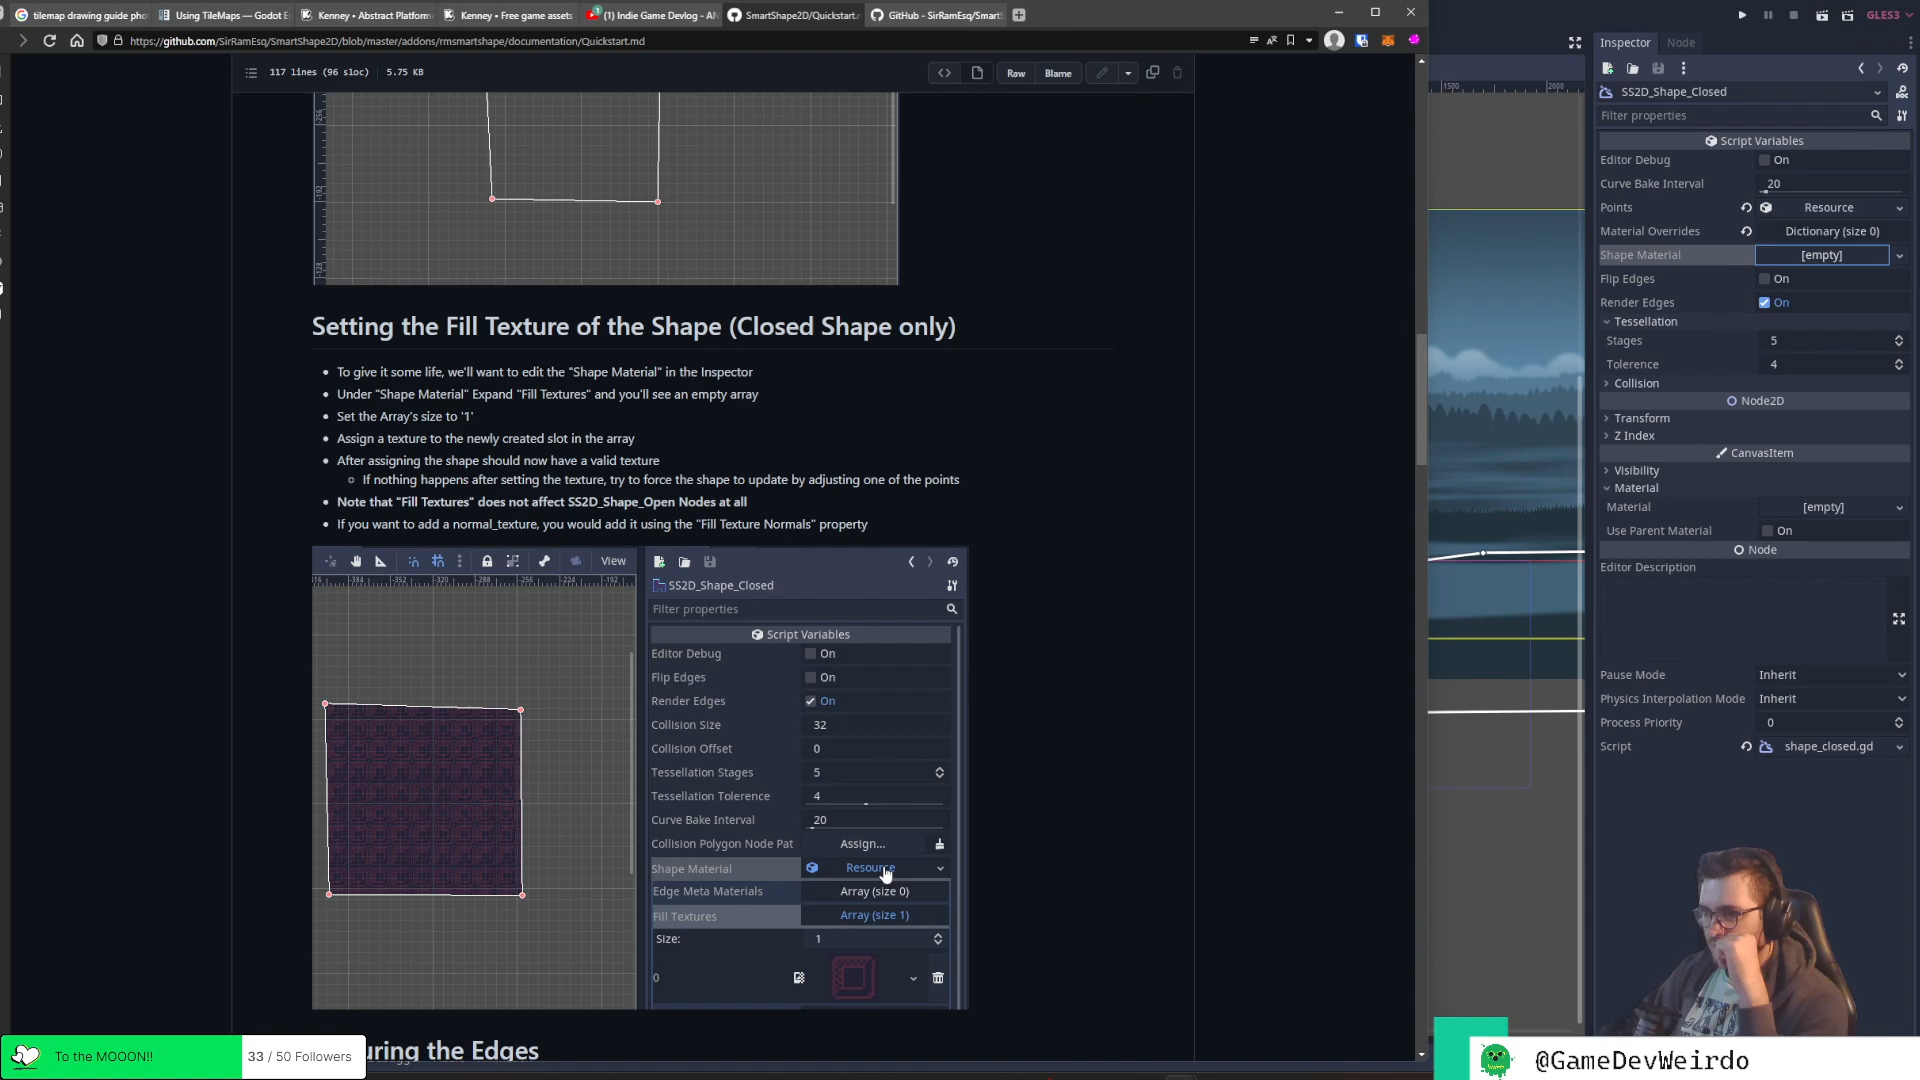 tilemap drawing guide pho
Using TileMaps — Godot E
Kenney • Abstract Platform
Kenney • Free game assets
(1) Indie Game Devlog - A
SmartShape2D/Quickstart.
GitHub - SirRamEsq/Smart
https://github.com/SirRamEsq/SmartShape2D/blob/master/addons/rmsmartshape/documentation/Quickstart.md
117 lines (96 sloc) 5.75 KB
Raw Blame
-256
-192
-128
Setting the Fill Texture of the Shape (Closed Shape only)
• To give it some life, we'll want to edit the "Shape Material" in the Inspector
• Under "Shape Material" Expand "Fill Textures" and you'll see an empty array
• Set the Array's size to '1'
• Assign a texture to the newly created slot in the array
• After assigning the shape should now have a valid texture
If nothing happens after setting the texture, try to force the shape to update by adjusting one of the points
• Note that "Fill Textures" does not affect SS2D_Shape_Open Nodes at all
• If you want to add a normal_texture, you would add it using the "Fill Texture Normals" property
View
416 -384 -352 -320 -288 -256 -224 -192
SS2D_Shape_Closed
Filter properties
Script Variables
Editor Debug On
Flip Edges On
Render Edges On
Collision Size 32
Collision Offset 0
Tessellation Stages 5
Tessellation Tolerence 4
Curve Bake Interval 20
Collision Polygon Node Pat Assign...
Shape Material Resource
Edge Meta Materials Array (size 0)
Fill Textures Array (size 1)
Size: 1
0
uring the Edges
To the MOOON!! 33 / 50 Followers
GLES3
1500 2000
Inspector Node
SS2D_Shape_Closed
DOC
Filter properties
Script Variables
Editor Debug On
Curve Bake Interval 20
Points Resource
Material Overrides Dictionary (size 0)
Shape Material [empty]
Flip Edges On
Render Edges On
Tessellation
Stages 5
Tolerence 4
Collision
Node2D
Transform
Z Index
CanvasItem
Visibility
Material
Material [empty]
Use Parent Material On
Node
Editor Description
Pause Mode Inherit
Physics Interpolation Mode Inherit
Process Priority 0
Script shape_closed.gd
@GameDevWeirdo